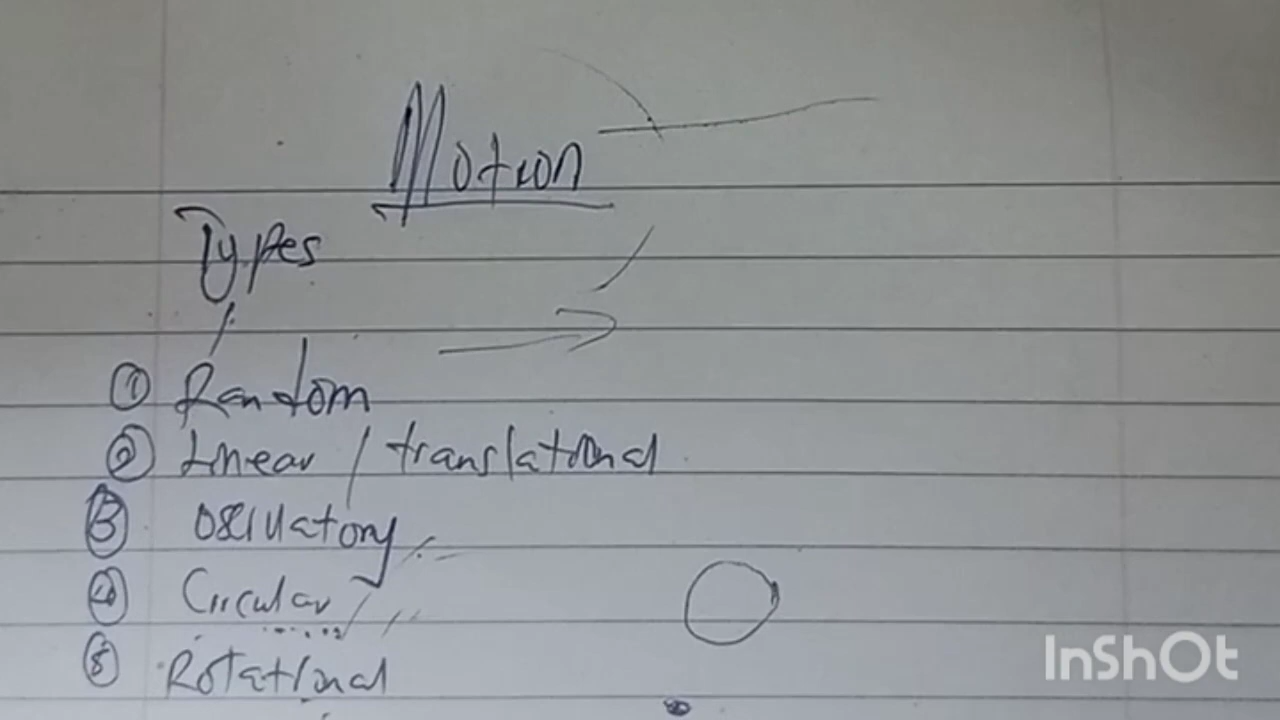 Motion
Types
① Random
② Linear / translational
③ Oscillatory
④ Circular
⑤ Rotational
InShOt